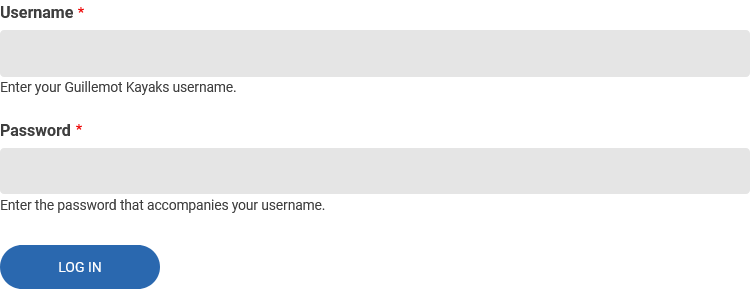 Username *
Enter your Guillemot Kayaks username.
Password *
Enter the password that accompanies your username.
LOG IN